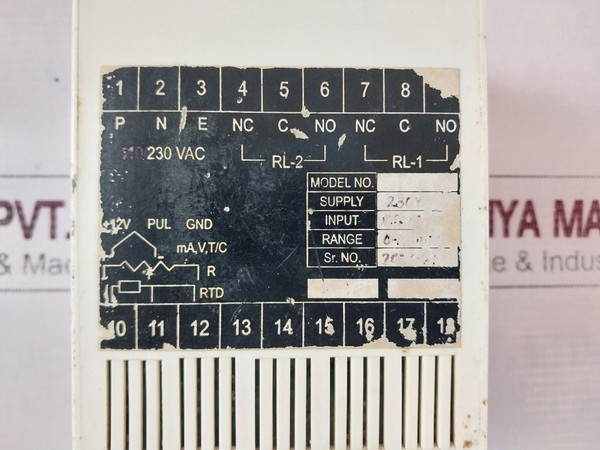 1 2 3 4 5 6 7 8
P N E NC C NO NC C NO
230 VAC RL-2 RL-1
MODEL NO.
SUPPLY
INPUT
RANGE
Sr. NO.
+12V PUL GND
mA,V,T/C
R
RTD
10 11 12 13 14 15 16 17 18
PVT.
& Mac
IYA MA
e & Indus